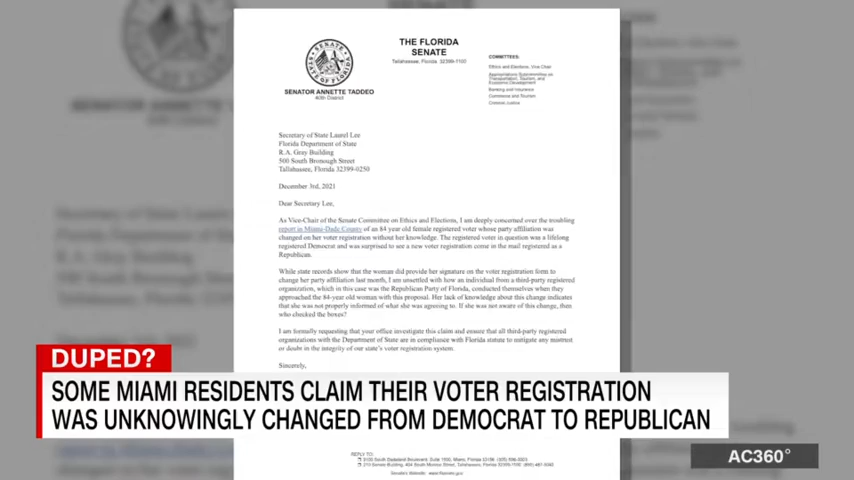 THE FLORIDA
SENATE
Tallahassee, Florida 32399-1100
COMMITTEES:
Ethics and Elections, Vice Chair
Appropriations Subcommittee on
Transportation, Tourism, and
Economic Development
Banking and Insurance
Commerce and Tourism
Criminal Justice
SENATOR ANNETTE TADDEO
40th District
Secretary of State Laurel Lee
Florida Department of State
R.A. Gray Building
500 South Bronough Street
Tallahassee, Florida 32399-0250
December 3rd, 2021
Dear Secretary Lee,
As Vice-Chair of the Senate Committee on Ethics and Elections, I am deeply concerned over the troubling
report in Miami-Dade County of an 84 year old female registered voter whose party affiliation was
changed on her voter registration without her knowledge. The registered voter in question was a lifelong
registered Democrat and was surprised to see a new voter registration come in the mail registered as a
Republican.
While state records show that the woman did provide her signature on the voter registration form to
change her party affiliation last month, I am unsettled with how an individual from a third-party registered
organization, which in this case was the Republican Party of Florida, conducted themselves when they
approached the 84-year-old woman with this proposal. Her lack of knowledge about this change indicates
that she was not properly informed of what she was agreeing to. If she was not aware of this change, then
who checked the boxes?
I am formally requesting that your office investigate this claim and ensure that all third-party registered
organizations with the Department of State are in compliance with Florida statute to mitigate any mistrust
or doubt in the integrity of our state's voter registration system.
Sincerely,
DUPED?
SOME MIAMI RESIDENTS CLAIM THEIR VOTER REGISTRATION
WAS UNKNOWINGLY CHANGED FROM DEMOCRAT TO REPUBLICAN
AC360°
REPLY TO: